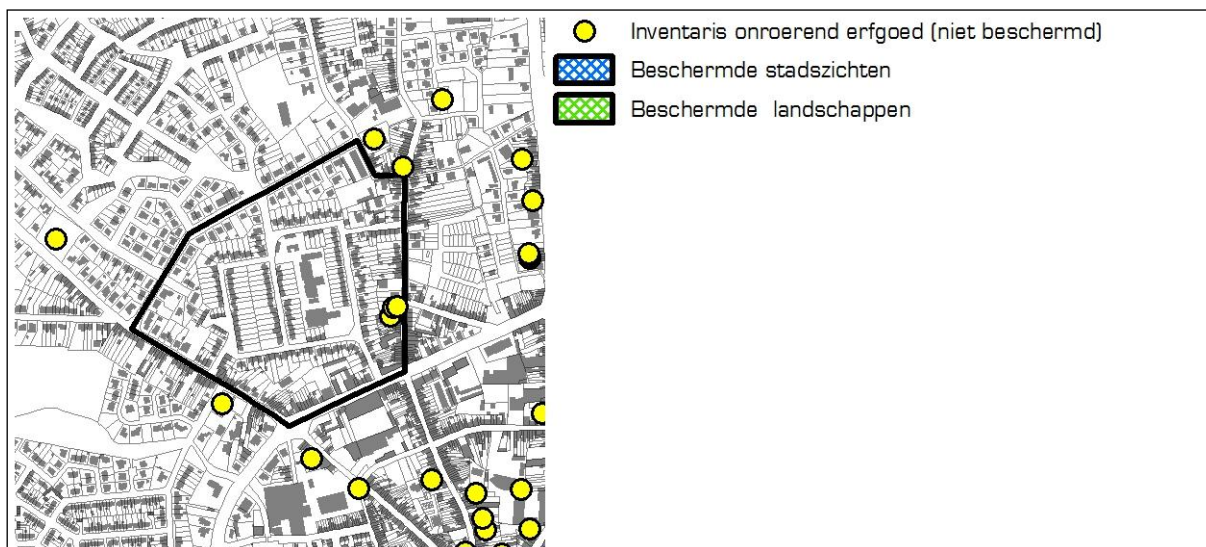 Inventaris onroerend erfgoed (niet beschermd)
Beschermde stadszichten
Beschermde landschappen